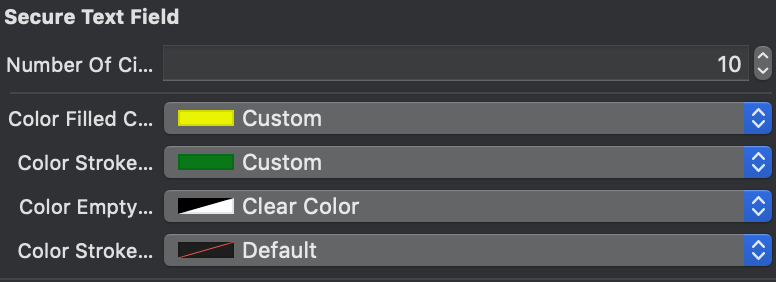 Secure Text Field
Number Of Ci... 10
Color Filled C... Custom
Color Stroke... Custom
Color Empty... Clear Color
Color Stroke... Default